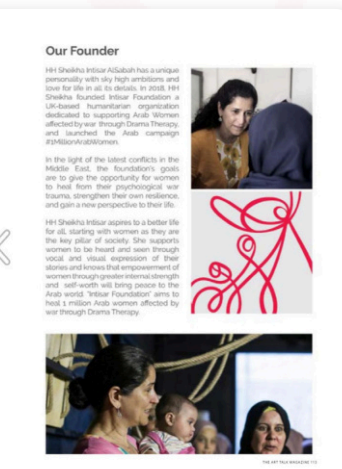 Our Founder
HH Sheikha Intisar AlSabah has a unique
personality with sky high ambitions and
love for life in all its details. In 2018, HH
Sheikha founded Intisar Foundation a
UK-based humanitarian organization
dedicated to supporting Arab Women
affected by war through Drama Therapy,
and launched the Arab campaign
#1MillionArabWomen.
In the light of the latest conflicts in the
Middle East, the foundation's goals
are to give the opportunity for women
to heal from their psychological war
trauma, strengthen their own resilience,
and gain a new perspective to their life.
HH Sheikha Intisar aspires to a better life
for all, starting with women as they are
the key pillar of society. She supports
women to be heard and seen through
vocal and visual expression of their
stories and knows that empowerment of
women through greater internal strength
and self-worth will bring peace to the
Arab world. "Intisar Foundation" aims to
heal 1 million Arab women affected by
war through Drama Therapy.
THE ART TALK MAGAZINE